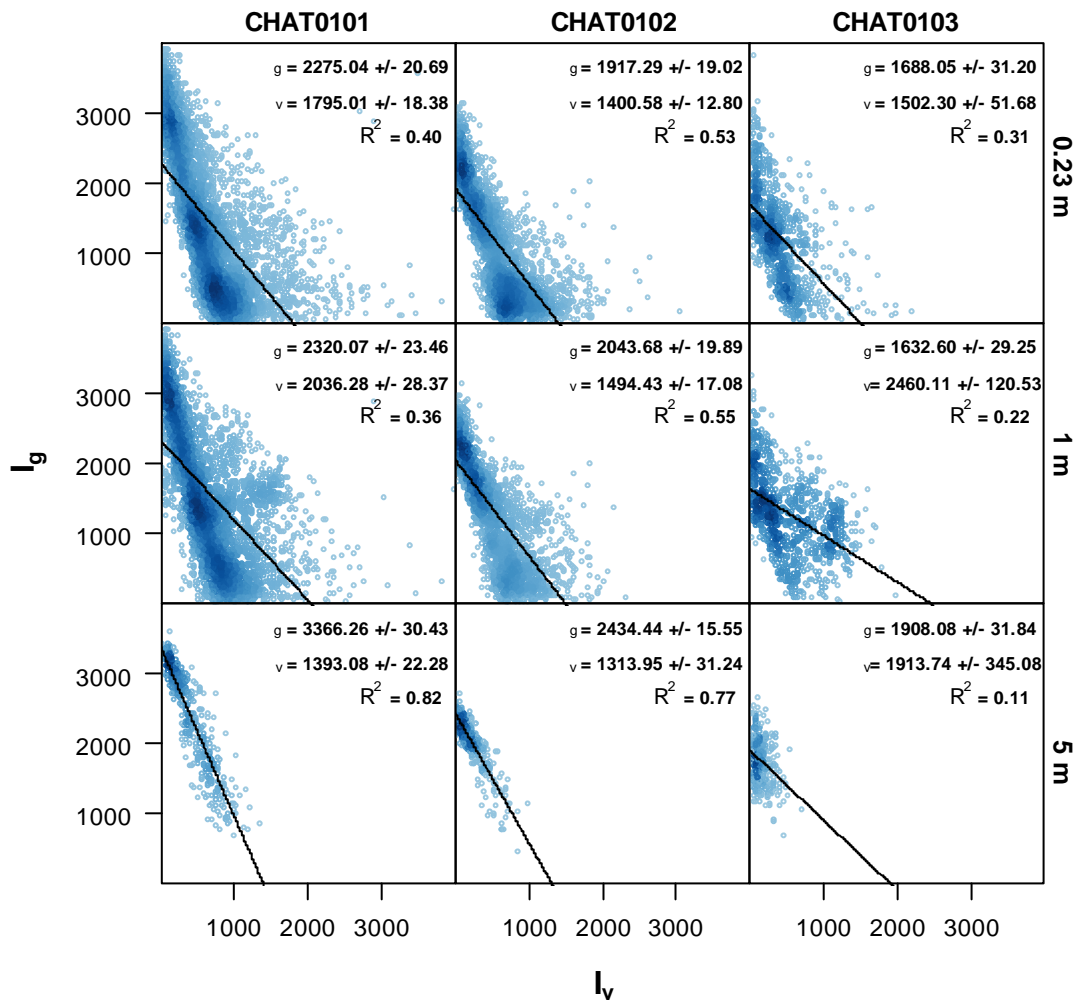 CHAT0101 CHAT0102 CHAT0103
g = 2275.04 +/- 20.69
v = 1795.01 +/- 18.38
R² = 0.40
g = 1917.29 +/- 19.02
v = 1400.58 +/- 12.80
R² = 0.53
g = 1688.05 +/- 31.20
v = 1502.30 +/- 51.68
R² = 0.31
0.23 m
3000
2000
1000
g = 2320.07 +/- 23.46
v = 2036.28 +/- 28.37
R² = 0.36
g = 2043.68 +/- 19.89
v = 1494.43 +/- 17.08
R² = 0.55
g = 1632.60 +/- 29.25
v= 2460.11 +/- 120.53
R² = 0.22
1 m
3000
2000
1000
Ig
g = 3366.26 +/- 30.43
v = 1393.08 +/- 22.28
R² = 0.82
g = 2434.44 +/- 15.55
v = 1313.95 +/- 31.24
R² = 0.77
g = 1908.08 +/- 31.84
v= 1913.74 +/- 345.08
R² = 0.11
5 m
3000
2000
1000
1000 2000 3000 1000 2000 3000 1000 2000 3000
Iv